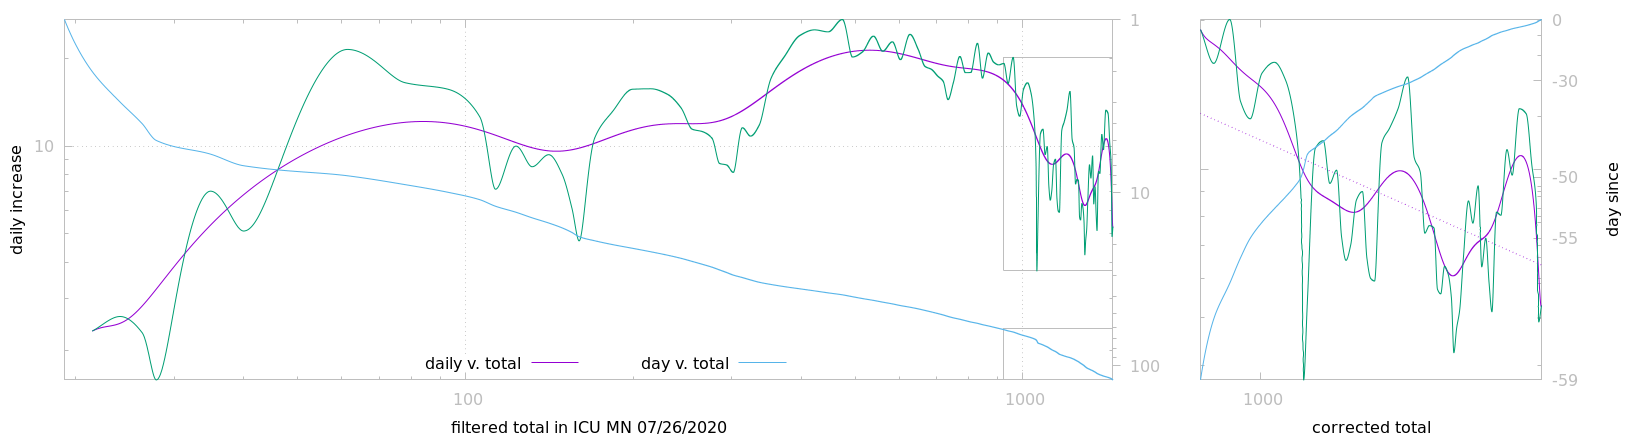 daily increase
10
daily v. total
day v. total
100
1000
filtered total in ICU MN 07/26/2020
1
10
100
1000
corrected total
0
-30
-50
-55
-59
day since